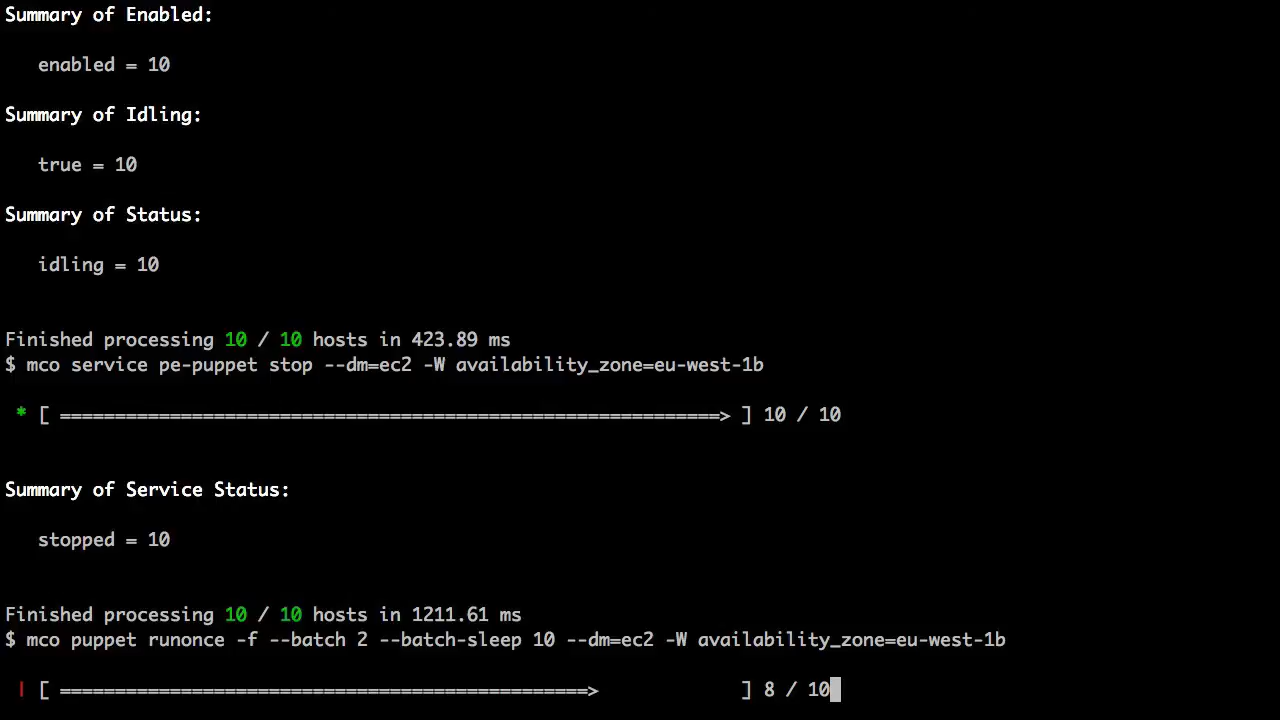 Summary of Enabled:
enabled = 10
Summary of Idling:
true = 10
Summary of Status:
idling = 10
Finished processing 10 / 10 hosts in 423.89 ms
$ mco service pe-puppet stop --dm=ec2 -W availability_zone=eu-west-1b
* [ ============================================================> ] 10 / 10
Summary of Service Status:
stopped = 10
Finished processing 10 / 10 hosts in 1211.61 ms
$ mco puppet runonce -f --batch 2 --batch-sleep 10 --dm=ec2 -W availability_zone=eu-west-1b
| [ ================================================>             ] 8 / 10